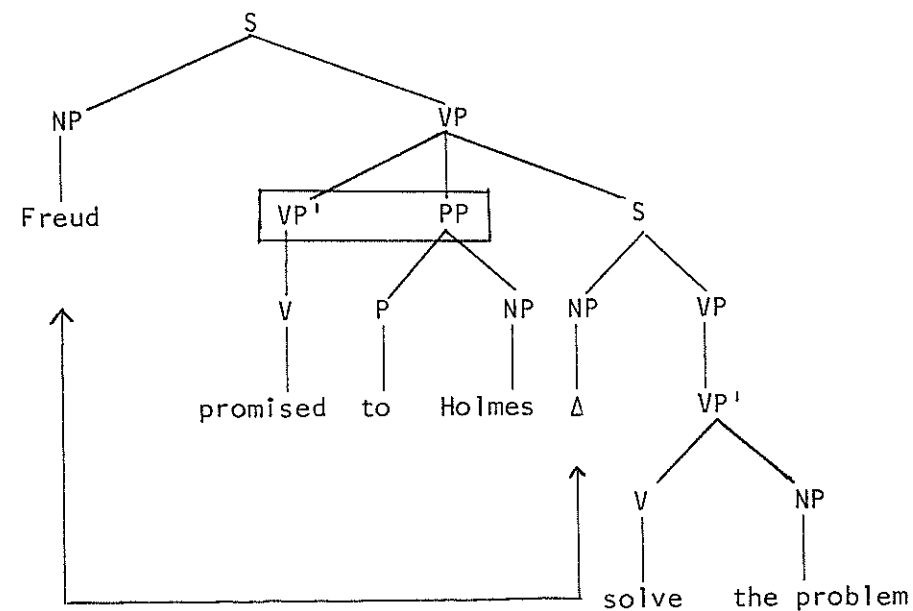 S
NP VP
Freud VP' PP S
V P NP NP VP
promised to Holmes Δ VP'
V NP
solve the problem